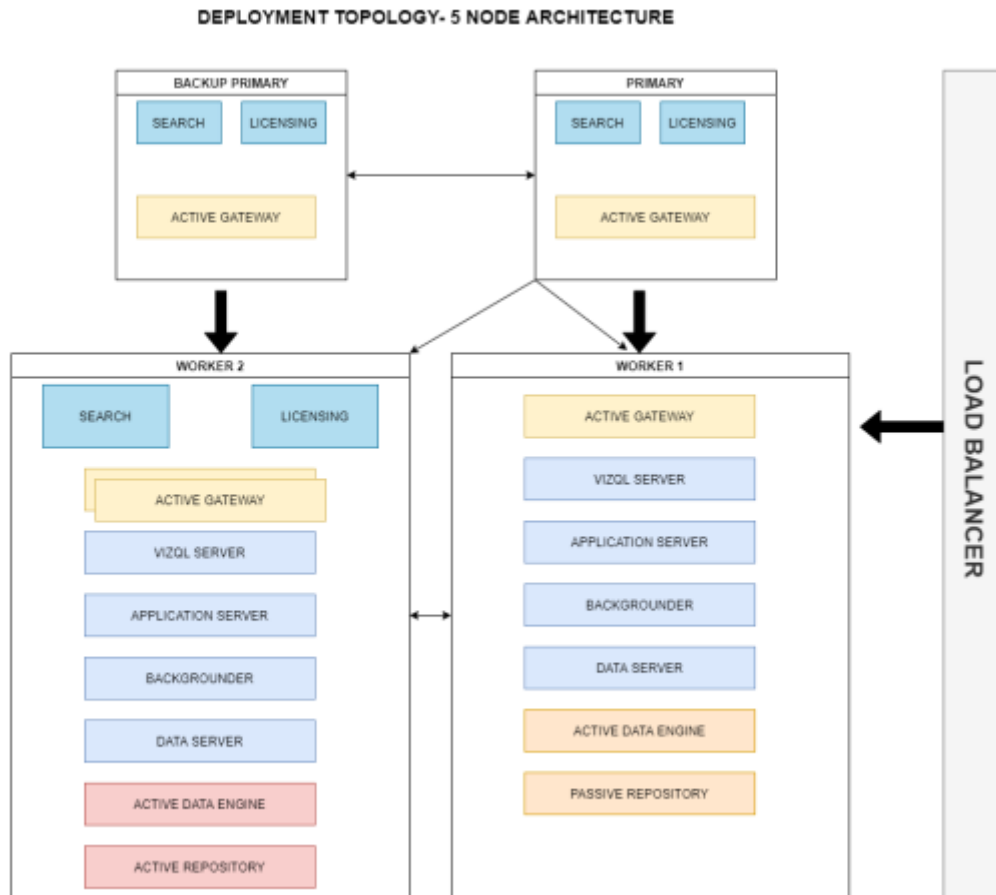 DEPLOYMENT TOPOLOGY- 5 NODE ARCHITECTURE
BACKUP PRIMARY
SEARCH
LICENSING
ACTIVE GATEWAY
PRIMARY
SEARCH
LICENSING
ACTIVE GATEWAY
WORKER 2
SEARCH
LICENSING
ACTIVE GATEWAY
VIZQL SERVER
APPLICATION SERVER
BACKGROUNDER
DATA SERVER
ACTIVE DATA ENGINE
ACTIVE REPOSITORY
WORKER 1
ACTIVE GATEWAY
VIZQL SERVER
APPLICATION SERVER
BACKGROUNDER
DATA SERVER
ACTIVE DATA ENGINE
PASSIVE REPOSITORY
LOAD BALANCER